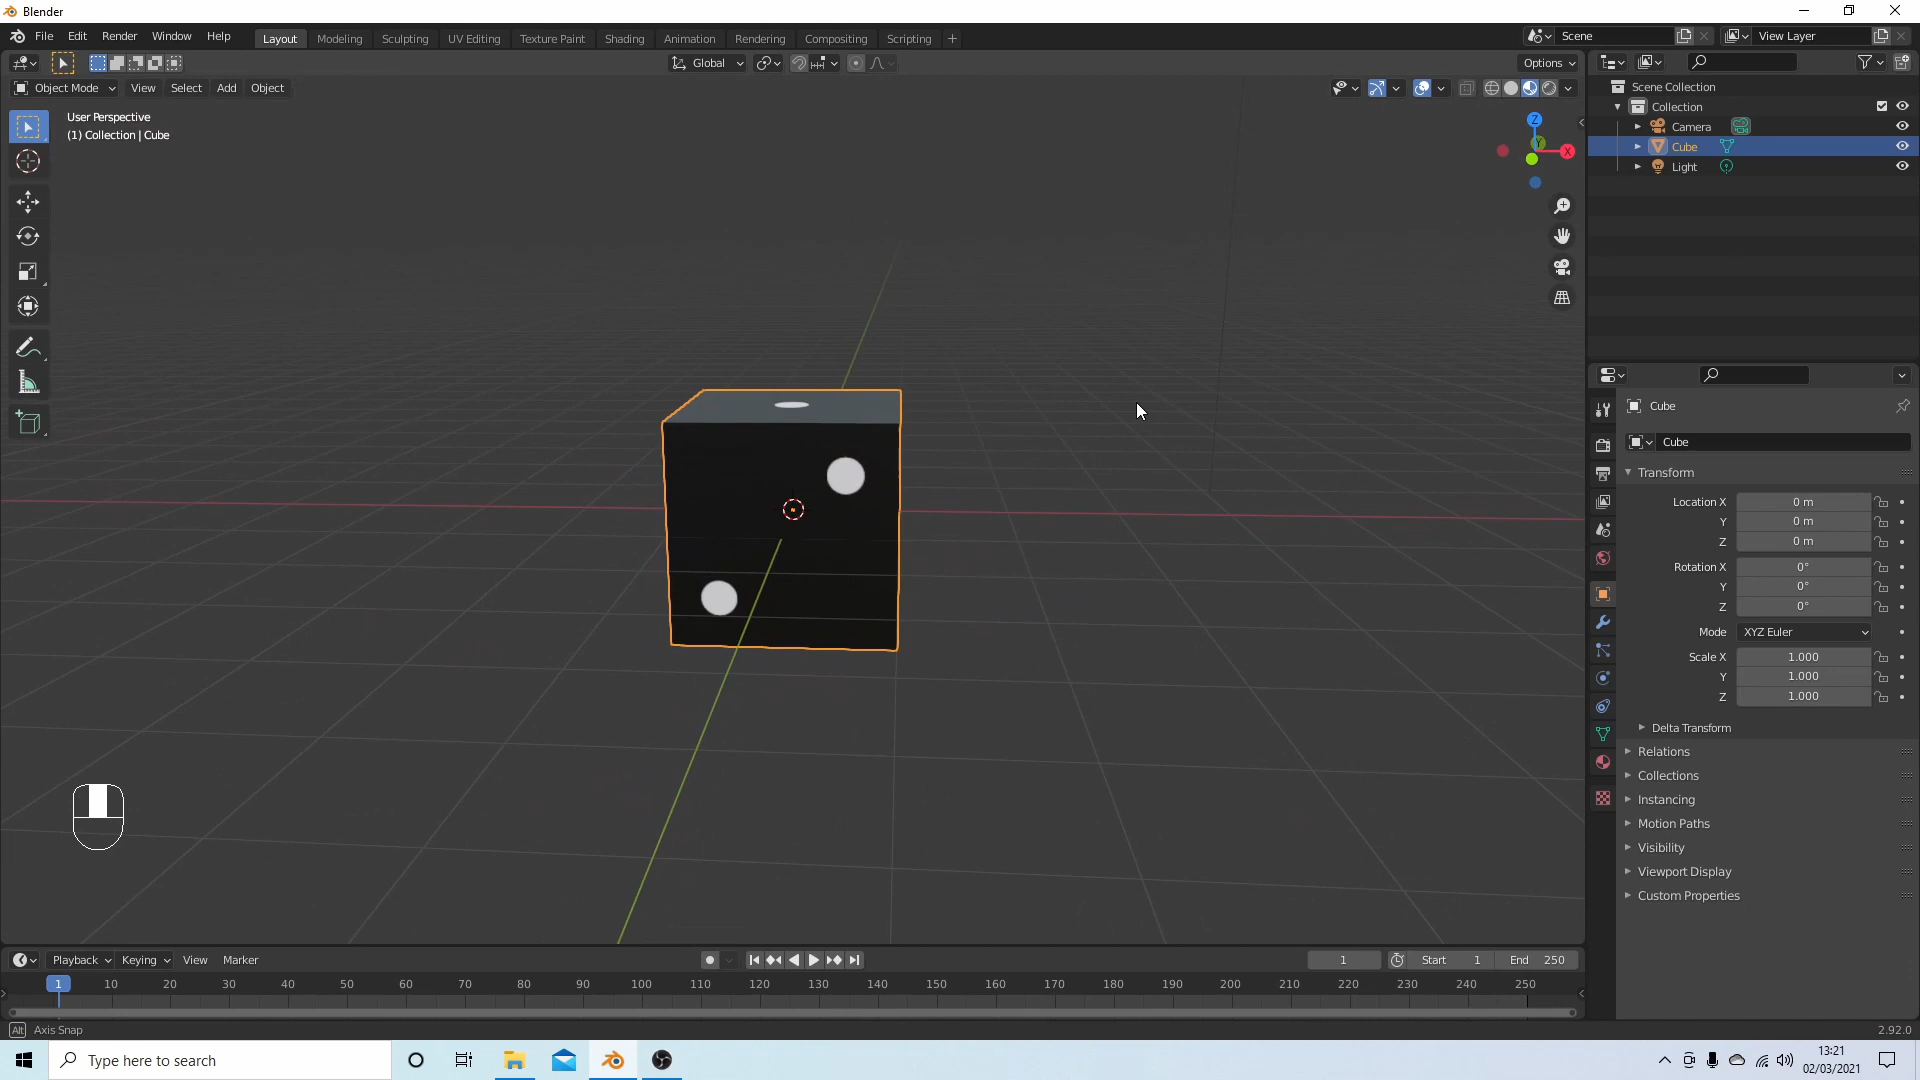 Blender
File Edit Render Window Help
Layout Modeling Sculpting UV Editing Texture Paint Shading Animation Rendering Compositing Scripting +
Scene
View Layer
Global
Options
Object Mode View Select Add Object
User Perspective
(1) Collection | Cube
Z
Y
X
Scene Collection
Collection
Camera
Cube
Light
Cube
Cube
Transform
Location X 0 m
Y 0 m
Z 0 m
Rotation X 0°
Y 0°
Z 0°
Mode XYZ Euler
Scale X 1.000
Y 1.000
Z 1.000
Delta Transform
Relations
Collections
Instancing
Motion Paths
Visibility
Viewport Display
Custom Properties
Playback Keying View Marker
1
Start 1
End 250
1 10 20 30 40 50 60 70 80 90 100 110 120 130 140 150 160 170 180 190 200 210 220 230 240 250
Alt Axis Snap
2.92.0
Type here to search
13:21
02/03/2021